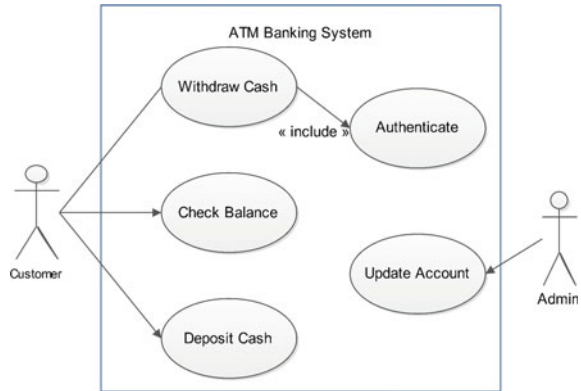 ATM Banking System
Withdraw Cash
« include »
Authenticate
Check Balance
Customer
Update Account
Admin
Deposit Cash